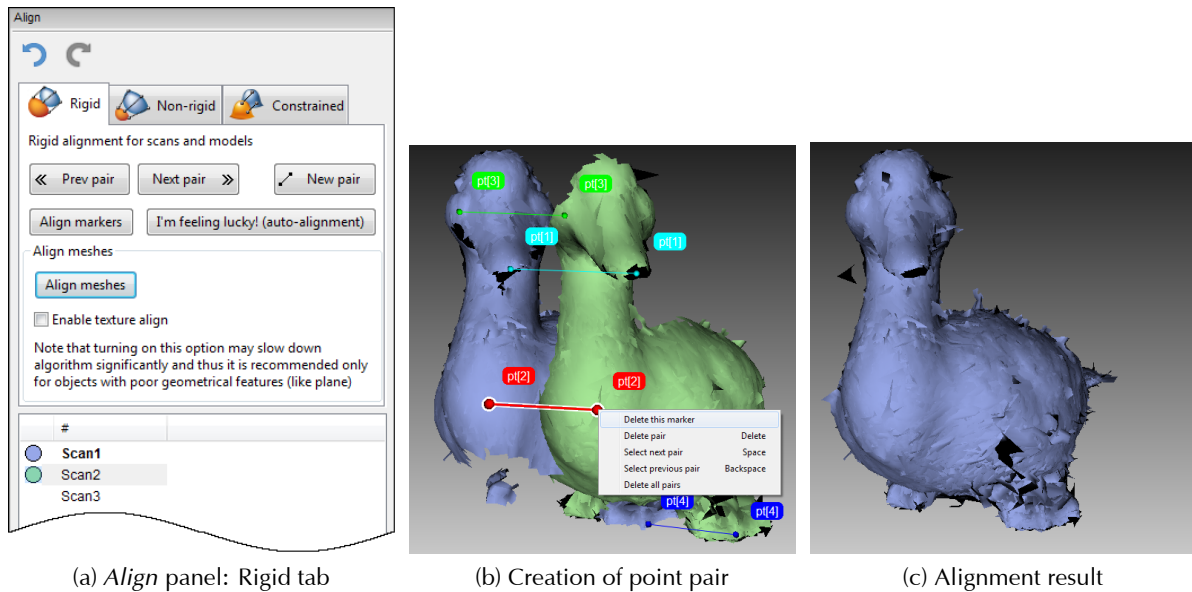 Align
Rigid
Non-rigid
Constrained
Rigid alignment for scans and models
Prev pair
Next pair
New pair
Align markers
I'm feeling lucky! (auto-alignment)
Align meshes
Align meshes
Enable texture align
Note that turning on this option may slow down
algorithm significantly and thus it is recommended only
for objects with poor geometrical features (like plane)
#
Scan1
Scan2
Scan3
(a) Align panel: Rigid tab
pt[3]
pt[3]
pt[1]
pt[1]
pt[2]
pt[2]
Delete this marker
Delete pair Delete
Select next pair Space
Select previous pair Backspace
Delete all pairs
pt[4]
pt[4]
(b) Creation of point pair
(c) Alignment result